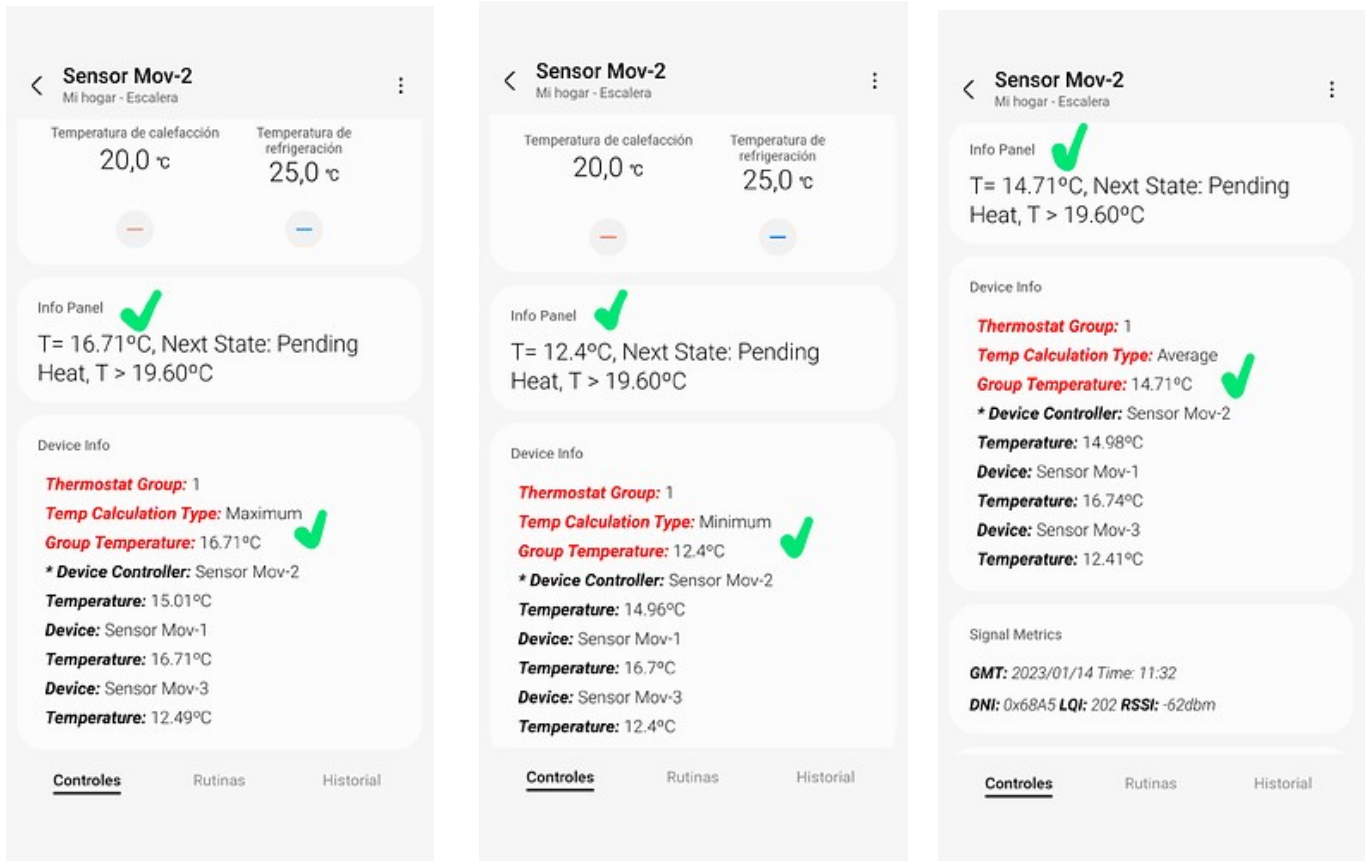 Sensor Mov-2
Mi hogar - Escalera
Temperatura de calefacción
20,0 ℃
Temperatura de
refrigeración
25,0 ℃
Info Panel
T= 16.71ºC, Next State: Pending
Heat, T > 19.60ºC
Device Info
Thermostat Group: 1
Temp Calculation Type: Maximum
Group Temperature: 16.71ºC
* Device Controller: Sensor Mov-2
Temperature: 15.01ºC
Device: Sensor Mov-1
Temperature: 16.71ºC
Device: Sensor Mov-3
Temperature: 12.49ºC
Controles
Rutinas
Historial
Sensor Mov-2
Mi hogar - Escalera
Temperatura de calefacción
20,0 ℃
Temperatura de
refrigeración
25,0 ℃
Info Panel
T= 12.4ºC, Next State: Pending
Heat, T > 19.60ºC
Device Info
Thermostat Group: 1
Temp Calculation Type: Minimum
Group Temperature: 12.4ºC
* Device Controller: Sensor Mov-2
Temperature: 14.96ºC
Device: Sensor Mov-1
Temperature: 16.7ºC
Device: Sensor Mov-3
Temperature: 12.4ºC
Controles
Rutinas
Historial
Sensor Mov-2
Mi hogar - Escalera
Info Panel
T= 14.71ºC, Next State: Pending
Heat, T > 19.60ºC
Device Info
Thermostat Group: 1
Temp Calculation Type: Average
Group Temperature: 14.71ºC
* Device Controller: Sensor Mov-2
Temperature: 14.98ºC
Device: Sensor Mov-1
Temperature: 16.74ºC
Device: Sensor Mov-3
Temperature: 12.41ºC
Signal Metrics
GMT: 2023/01/14 Time: 11:32
DNI: 0x68A5 LQI: 202 RSSI: -62dbm
Controles
Rutinas
Historial